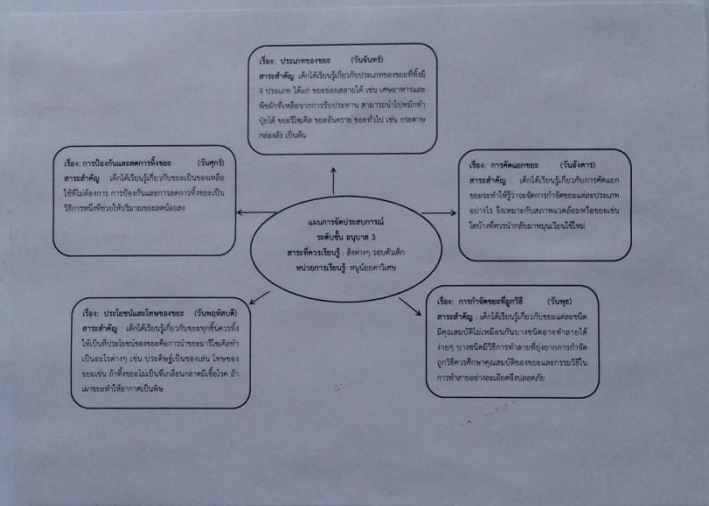 เรื่อง: ประเภทของขยะ (วันจันทร์)
สาระสำคัญ: เด็กได้เรียนรู้เกี่ยวกับประเภทของขยะที่ทิ้งมี
4 ประเภท ได้แก่ ขยะย่อยสลายได้ เช่น เศษอาหารและ
พืชผักที่เหลือจากการรับประทาน สามารถนำไปหมักทำ
ปุ๋ยได้ ขยะรีไซเคิล ขยะอันตราย ขยะทั่วไป เช่น กระดาษ
กล่องลัง เป็นต้น
เรื่อง: การป้องกันและลดการทิ้งขยะ (วันศุกร์)
สาระสำคัญ : เด็กได้เรียนรู้เกี่ยวกับขยะเป็นของเหลือ
ใช้ที่ไม่ต้องการ การป้องกันและการลดการทิ้งขยะเป็น
วิธีการหนึ่งที่ช่วยให้ปริมาณขยะลดน้อยลง
เรื่อง: การคัดแยกขยะ (วันอังคาร)
สาระสำคัญ : เด็กได้เรียนรู้เกี่ยวกับการคัดแยก
ขยะจะทำให้รู้ว่าจะจัดการกำจัดขยะแต่ละประเภท
อย่างไร จึงเหมาะกับสภาพแวดล้อมหรือขยะเช่น
ใดบ้างที่ควรนำกลับมาหมุนเวียนใช้ใหม่
แผนการจัดประสบการณ์
ระดับชั้น อนุบาล 3
สาระที่ควรเรียนรู้ : สิ่งต่างๆ รอบตัวเด็ก
หน่วยการเรียนรู้: หนูน้อยตาวิเศษ
เรื่อง: ประโยชน์และโทษของขยะ (วันพฤหัสบดี)
สาระสำคัญ : เด็กได้เรียนรู้เกี่ยวกับขยะทุกชิ้นควรทิ้ง
ให้เป็นที่ประโยชน์ของขยะคือการนำขยะมารีไซเคิลทำ
เป็นอะไรต่างๆ เช่น ประดิษฐ์เป็นของเล่น โทษของ
ขยะเช่น ถ้าทิ้งขยะไม่เป็นที่เกลื่อนกลาดมีเชื้อโรค ถ้า
เผาขยะทำให้อากาศเป็นพิษ
เรื่อง: การกำจัดขยะที่ถูกวิธี (วันพุธ)
สาระสำคัญ : เด็กได้เรียนรู้เกี่ยวกับขยะแต่ละชนิด
มีคุณสมบัติไม่เหมือนกันบางชนิดอาจทำลายได้
ง่ายๆ บางชนิดมีวิธีการทำลายที่ยุ่งยากการกำจัด
ถูกวิธีควรศึกษาคุณสมบัติของขยะและกรรมวิธีใน
การทำลายอย่างละเอียดจึงปลอดภัย